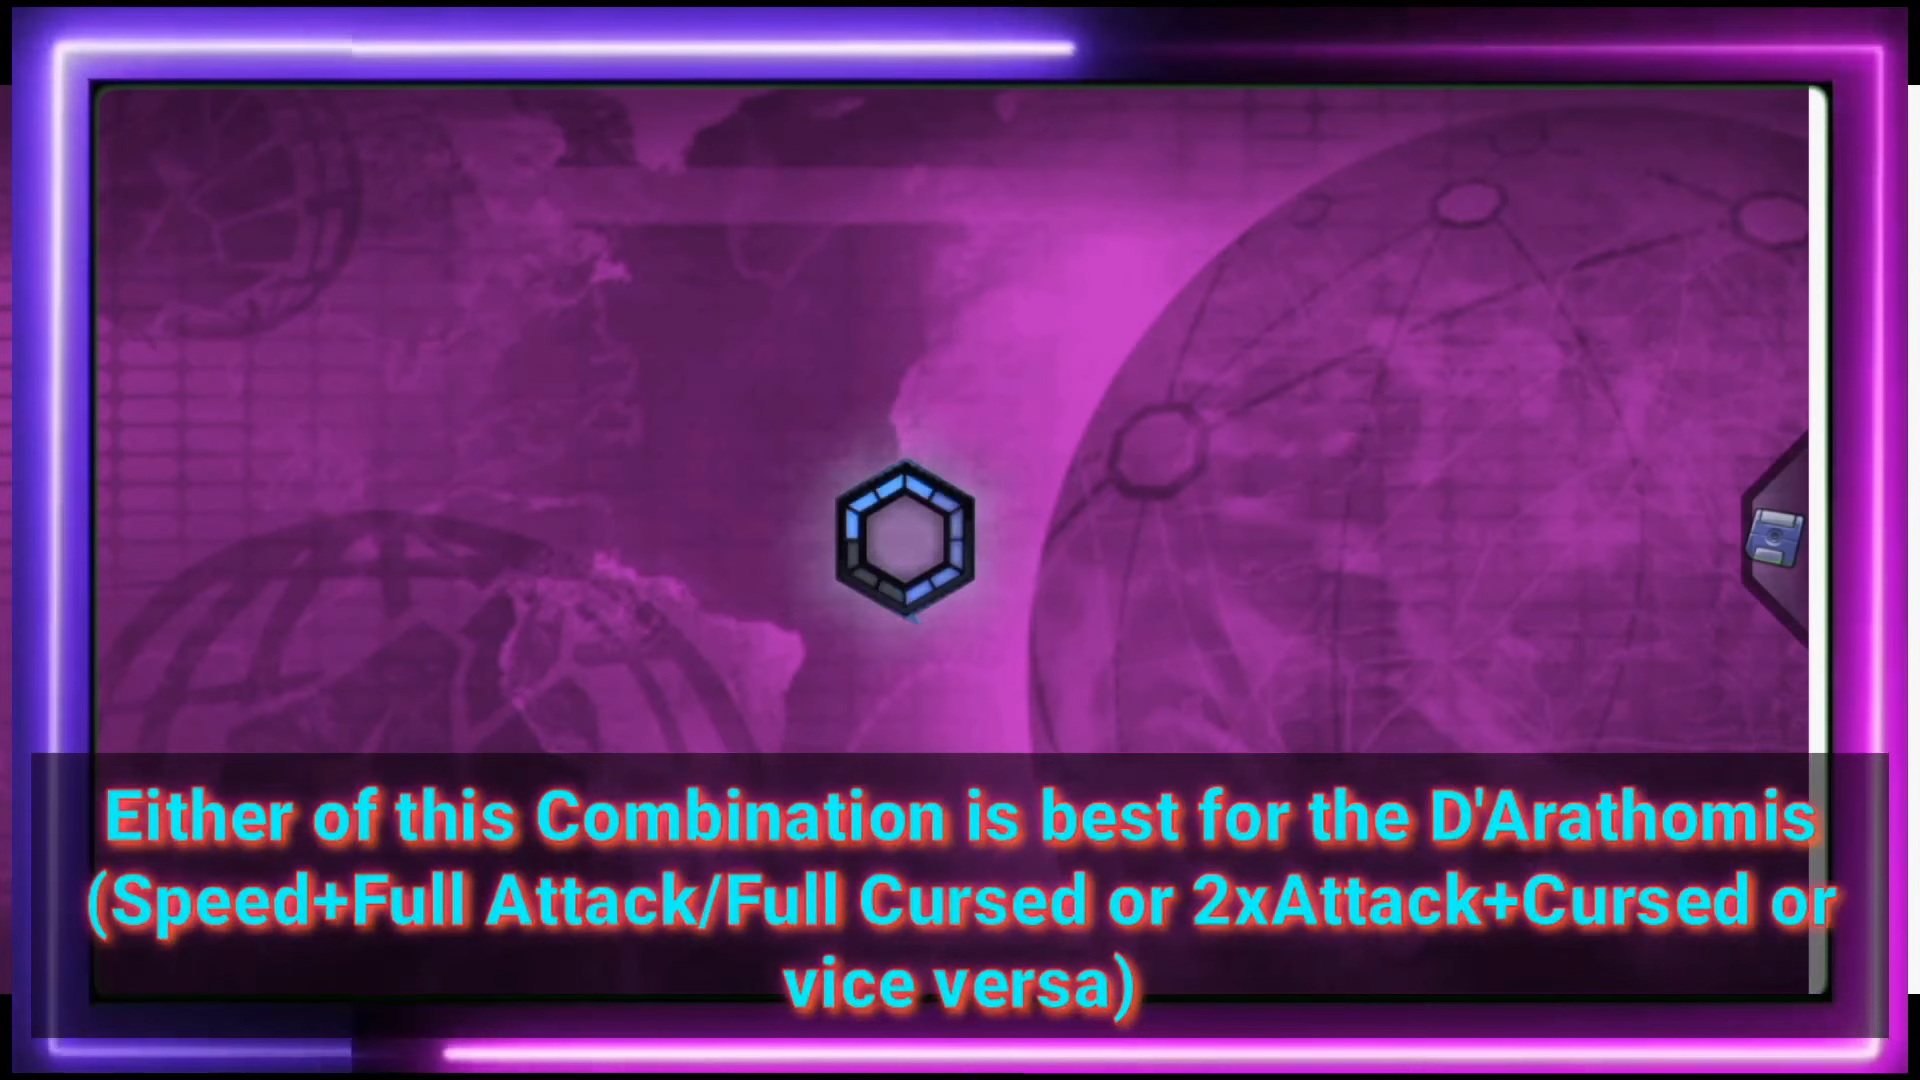 Either of this Combination is best for the D'Arathomis
(Speed+Full Attack/Full Cursed or 2xAttack+Cursed or
vice versa)